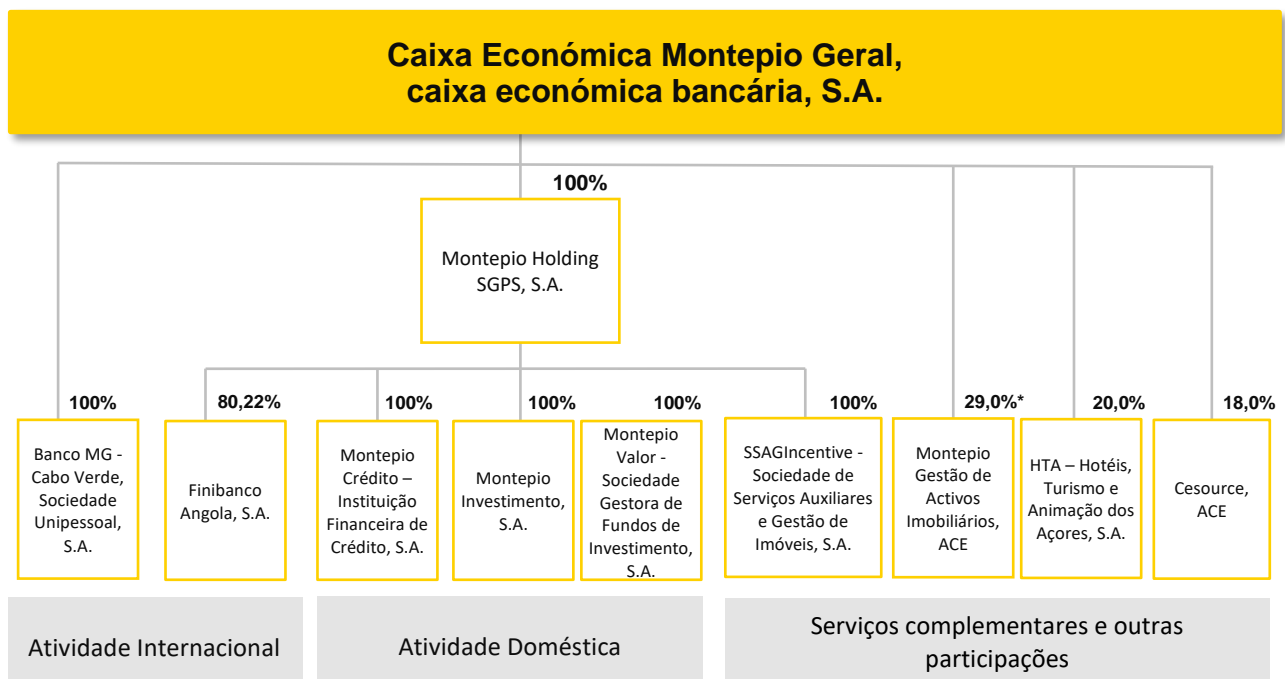 Caixa Económica Montepio Geral,
caixa económica bancária, S.A.
100%
Montepio Holding
SGPS, S.A.
100%
Banco MG -
Cabo Verde,
Sociedade
Unipessoal,
S.A.
80,22%
Finibanco
Angola, S.A.
100%
Montepio
Crédito –
Instituição
Financeira de
Crédito, S.A.
100%
Montepio
Investimento,
S.A.
100%
Montepio
Valor -
Sociedade
Gestora de
Fundos de
Investimento,
S.A.
100%
SSAGIncentive -
Sociedade de
Serviços Auxiliares
e Gestão de
Imóveis, S.A.
29,0%*
Montepio
Gestão de
Activos
Imobiliários,
ACE
20,0%
HTA – Hotéis,
Turismo e
Animação dos
Açores, S.A.
18,0%
Cesource,
ACE
Atividade Internacional
Atividade Doméstica
Serviços complementares e outras
participações